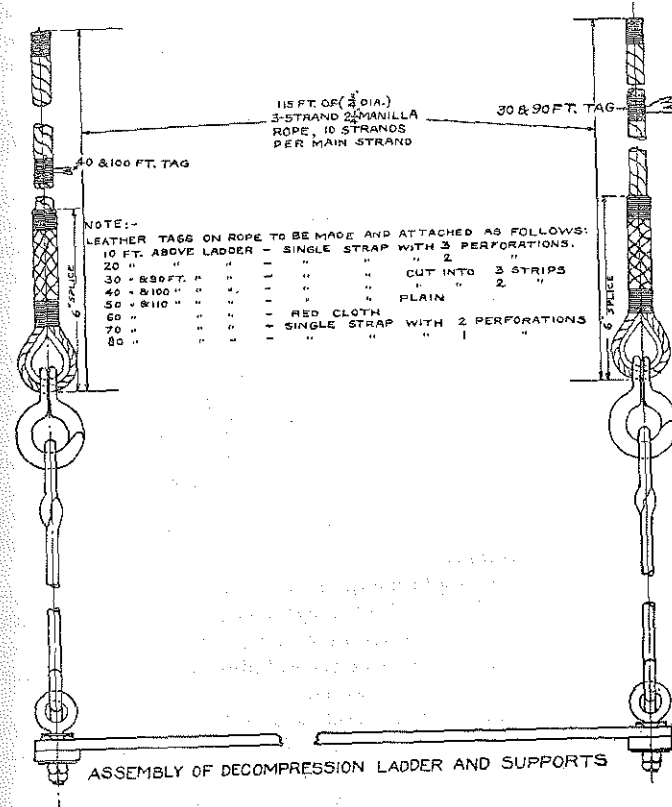 115 FT. OF (3/4" DIA.)
3-STRAND 2 1/4" MANILLA
ROPE, 10 STRANDS
PER MAIN STRAND
30 & 90 FT. TAG
40 & 100 FT. TAG
NOTE:-
LEATHER TAGS ON ROPE TO BE MADE AND ATTACHED AS FOLLOWS:
10 FT. ABOVE LADDER - SINGLE STRAP WITH 3 PERFORATIONS.
20 " " " - " " " 2 "
30 " & 90 FT. " " - " " CUT INTO 3 STRIPS
40 " & 100 " " " - " " " " 2 "
50 " & 110 " " " - " " PLAIN
60 " " " - RED CLOTH
70 " " " - SINGLE STRAP WITH 2 PERFORATIONS
80 " " " - " " " 1 "
6" SPLICE
6" SPLICE
ASSEMBLY OF DECOMPRESSION LADDER AND SUPPORTS